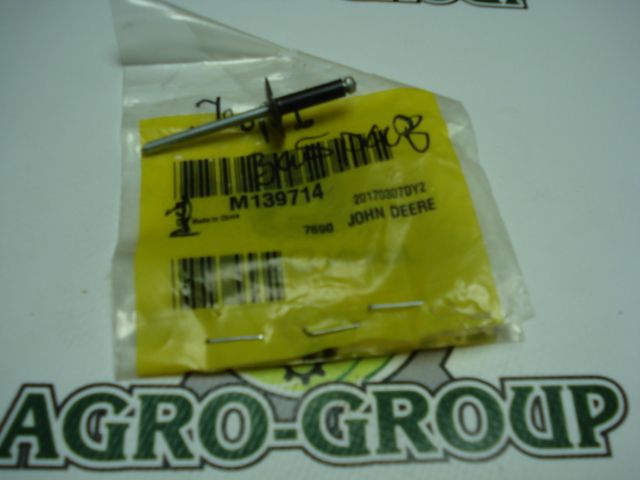 M139714
20170307DY2
Made in China
7690 JOHN DEERE
AGRO-GROUP